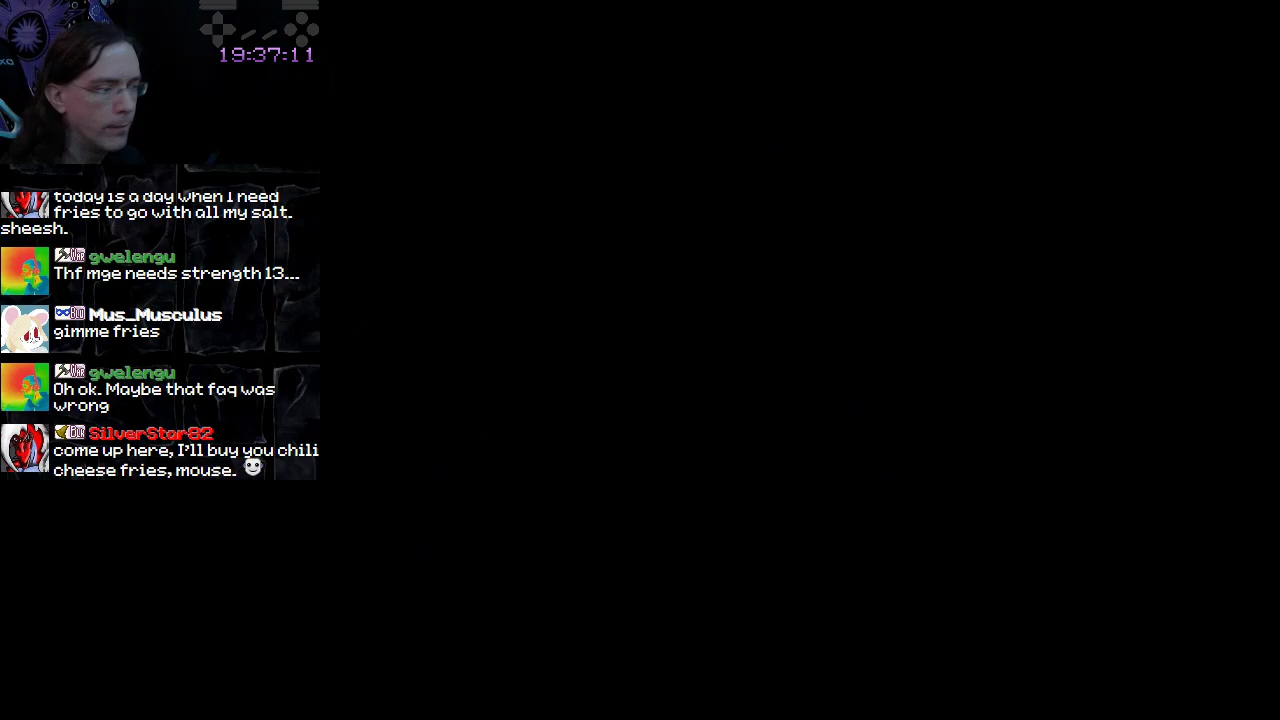 19:37:11
today is a day when I need
fries to go with all my salt.
sheesh.
gwelengu
Thf mge needs strength 13...
Mus_Musculus
gimme fries
gwelengu
Oh ok. Maybe that faq was
wrong
SilverStar82
come up here, I'll buy you chili
cheese fries, mouse.